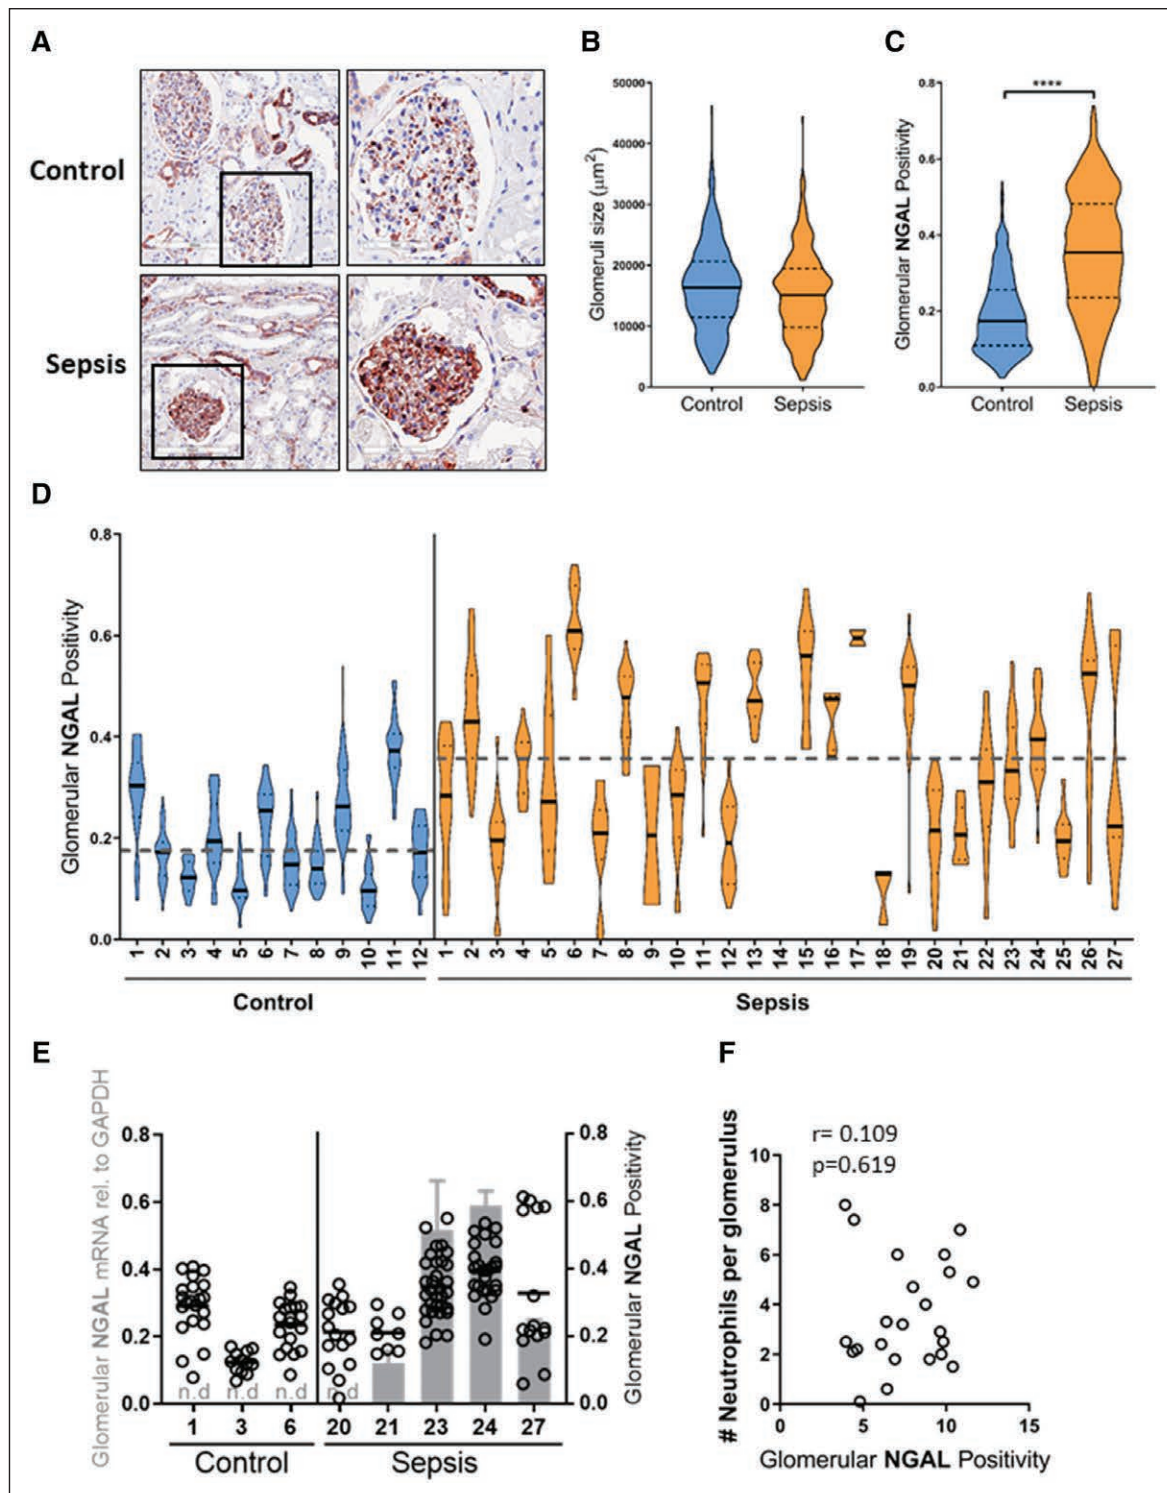 A
Control
Sepsis
B
Glomeruli size (μm²)
50000
40000
30000
20000
10000
0
Control Sepsis
C
Glomerular NGAL Positivity
0.8
0.6
0.4
0.2
0.0
****
Control Sepsis
D
Glomerular NGAL Positivity
0.8
0.6
0.4
0.2
0.0
1 2 3 4 5 6 7 8 9 10 11 12 1 2 3 4 5 6 7 8 9 10 11 12 13 14 15 16 17 18 19 20 21 22 23 24 25 26 27
Control Sepsis
E
Glomerular NGAL mRNA rel. to GAPDH
0.8
0.6
0.4
0.2
0.0
n.d n.d n.d n.d
1 3 6 20 21 23 24 27
Control Sepsis
0.8
0.6
0.4
0.2
0.0
Glomerular NGAL Positivity
F
# Neutrophils per glomerulus
r= 0.109
p=0.619
10
8
6
4
2
0
0 5 10 15
Glomerular NGAL Positivity